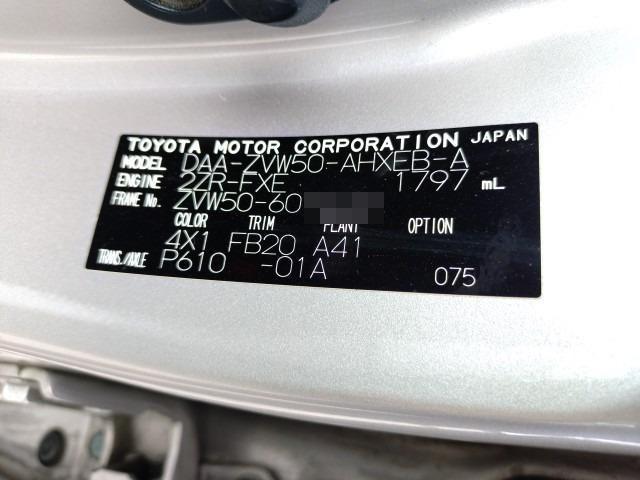 TOYOTA MOTOR CORPORATION JAPAN
MODEL DAA-ZVW50-AHXEB-A
ENGINE 2ZR-FXE 1797 mL
FRAME No. ZVW50-60
COLOR TRIM PLANT OPTION
4X1 FB20 A41
TRANS./AXLE P610 -01A 075